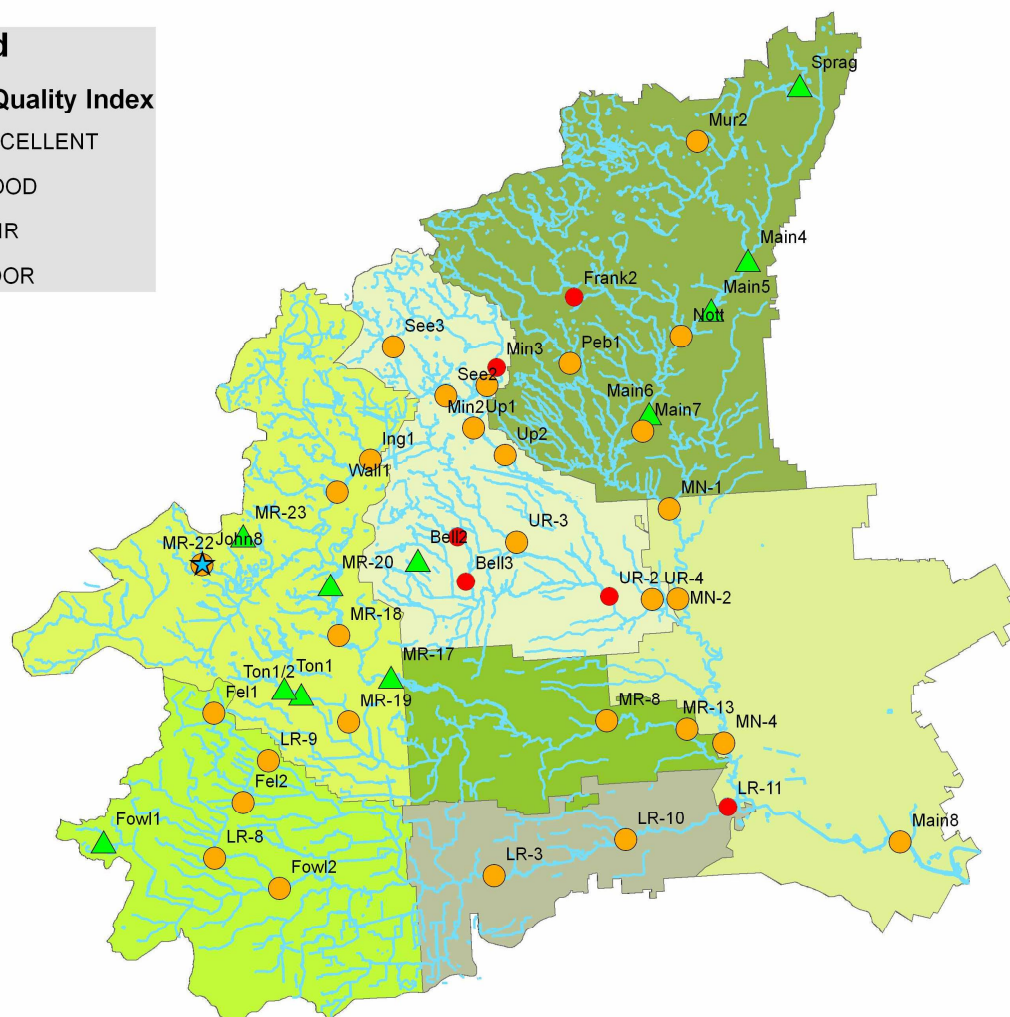 d
Quality Index
CELLENT
OOD
IR
OOR
Sprag
Mur2
Main4
Frank2
Main5
Nott
See3
Min3
Peb1
See2
Main6
Min2
Up1
Main7
Up2
Ing1
Wall1
MN-1
MR-23
UR-3
MR-22
John8
Bell2
MR-20
Bell3
UR-2
UR-4
MN-2
MR-18
MR-17
Ton1/2
Ton1
Fel1
MR-19
MR-8
MR-13
MN-4
LR-9
Fel2
LR-11
Fowl1
LR-10
Main8
LR-8
LR-3
Fowl2